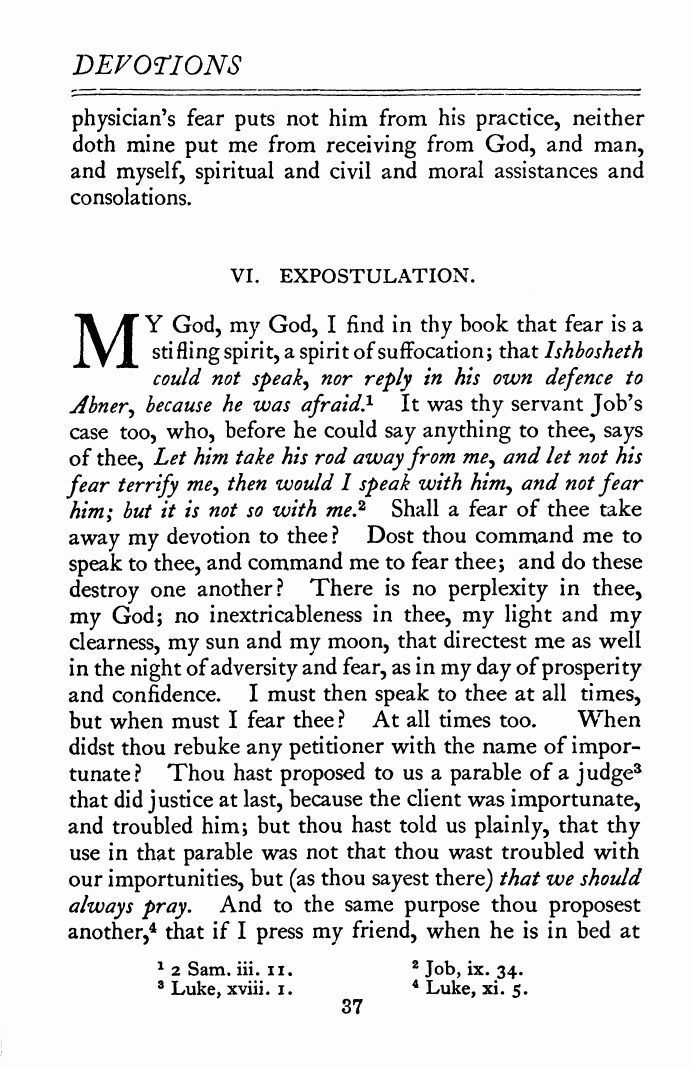 DEVOTIONS
physician's fear puts not him from his practice, neither
doth mine put me from receiving from God, and man,
and myself, spiritual and civil and moral assistances and
consolations.
VI. EXPOSTULATION.
MY God, my God, I find in thy book that fear is a
stifling spirit, a spirit of suffocation; that Ishbosheth
could not speak, nor reply in his own defence to
Abner, because he was afraid.¹ It was thy servant Job's
case too, who, before he could say anything to thee, says
of thee, Let him take his rod away from me, and let not his
fear terrify me, then would I speak with him, and not fear
him; but it is not so with me.² Shall a fear of thee take
away my devotion to thee? Dost thou command me to
speak to thee, and command me to fear thee; and do these
destroy one another? There is no perplexity in thee,
my God; no inextricableness in thee, my light and my
clearness, my sun and my moon, that directest me as well
in the night of adversity and fear, as in my day of prosperity
and confidence. I must then speak to thee at all times,
but when must I fear thee? At all times too. When
didst thou rebuke any petitioner with the name of impor-
tunate? Thou hast proposed to us a parable of a judge³
that did justice at last, because the client was importunate,
and troubled him; but thou hast told us plainly, that thy
use in that parable was not that thou wast troubled with
our importunities, but (as thou sayest there) that we should
always pray. And to the same purpose thou proposest
another,⁴ that if I press my friend, when he is in bed at
¹ 2 Sam. iii. 11. ² Job, ix. 34.
³ Luke, xviii. 1. ⁴ Luke, xi. 5.
37